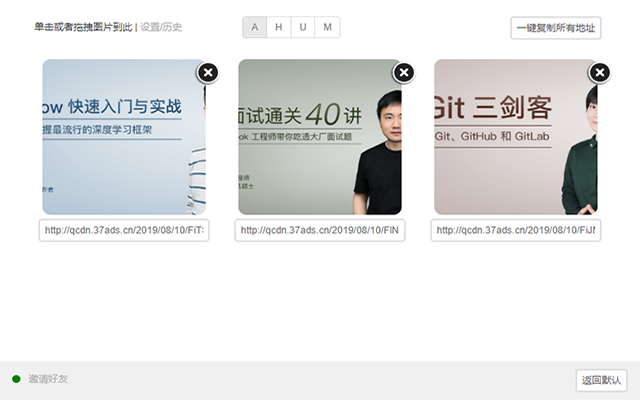 单击或者拖拽图片到此 | 设置/历史
A H U M
一键复制所有地址
ow 快速入门与实战
握最流行的深度学习框架
作者
面试通关 40 讲
ook 工程师带你吃透大厂面试题
程师
硕士
Git 三剑客
Git、GitHub 和 GitLab
http://qcdn.37ads.cn/2019/08/10/FiT
http://qcdn.37ads.cn/2019/08/10/FIN
http://qcdn.37ads.cn/2019/08/10/FiJ
邀请好友
返回默认